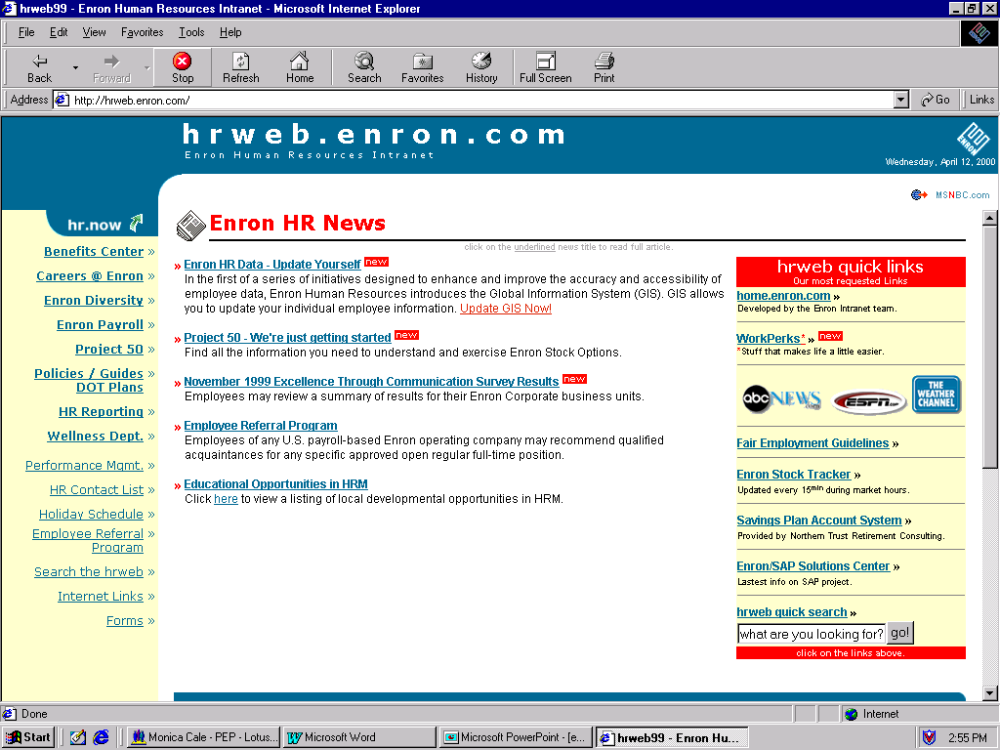 hrweb99 - Enron Human Resources Intranet - Microsoft Internet Explorer
File Edit View Favorites Tools Help
Back Forward Stop Refresh Home Search Favorites History Full Screen Print
Address http://hrweb.enron.com/ Go Links
hrweb.enron.com
Enron Human Resources Intranet
ENRON
Wednesday, April 12, 2000
MSNBC.com
hr.now
Benefits Center »
Careers @ Enron »
Enron Diversity »
Enron Payroll »
Project 50 »
Policies / Guides »
DOT Plans
HR Reporting »
Wellness Dept. »
Performance Mgmt. »
HR Contact List »
Holiday Schedule »
Employee Referral »
Program
Search the hrweb »
Internet Links »
Forms »
Enron HR News
click on the underlined news title to read full article.
» Enron HR Data - Update Yourself new
In the first of a series of initiatives designed to enhance and improve the accuracy and accessibility of
employee data, Enron Human Resources introduces the Global Information System (GIS). GIS allows
you to update your individual employee information. Update GIS Now!
» Project 50 - We're just getting started new
Find all the information you need to understand and exercise Enron Stock Options.
» November 1999 Excellence Through Communication Survey Results new
Employees may review a summary of results for their Enron Corporate business units.
» Employee Referral Program
Employees of any U.S. payroll-based Enron operating company may recommend qualified
acquaintances for any specific approved open regular full-time position.
» Educational Opportunities in HRM
Click here to view a listing of local developmental opportunities in HRM.
hrweb quick links
Our most requested Links
home.enron.com »
Developed by the Enron Intranet team.
WorkPerks* » new
*Stuff that makes life a little easier.
abc NEWS.com
ESPN.com
THE
WEATHER
CHANNEL
Fair Employment Guidelines »
Enron Stock Tracker »
Updated every 15min during market hours.
Savings Plan Account System »
Provided by Northern Trust Retirement Consulting.
Enron/SAP Solutions Center »
Lastest info on SAP project.
hrweb quick search »
what are you looking for? go!
click on the links above.
Done Internet
Start Monica Cale - PEP - Lotus... Microsoft Word Microsoft PowerPoint - [e... hrweb99 - Enron Hu... 2:55 PM